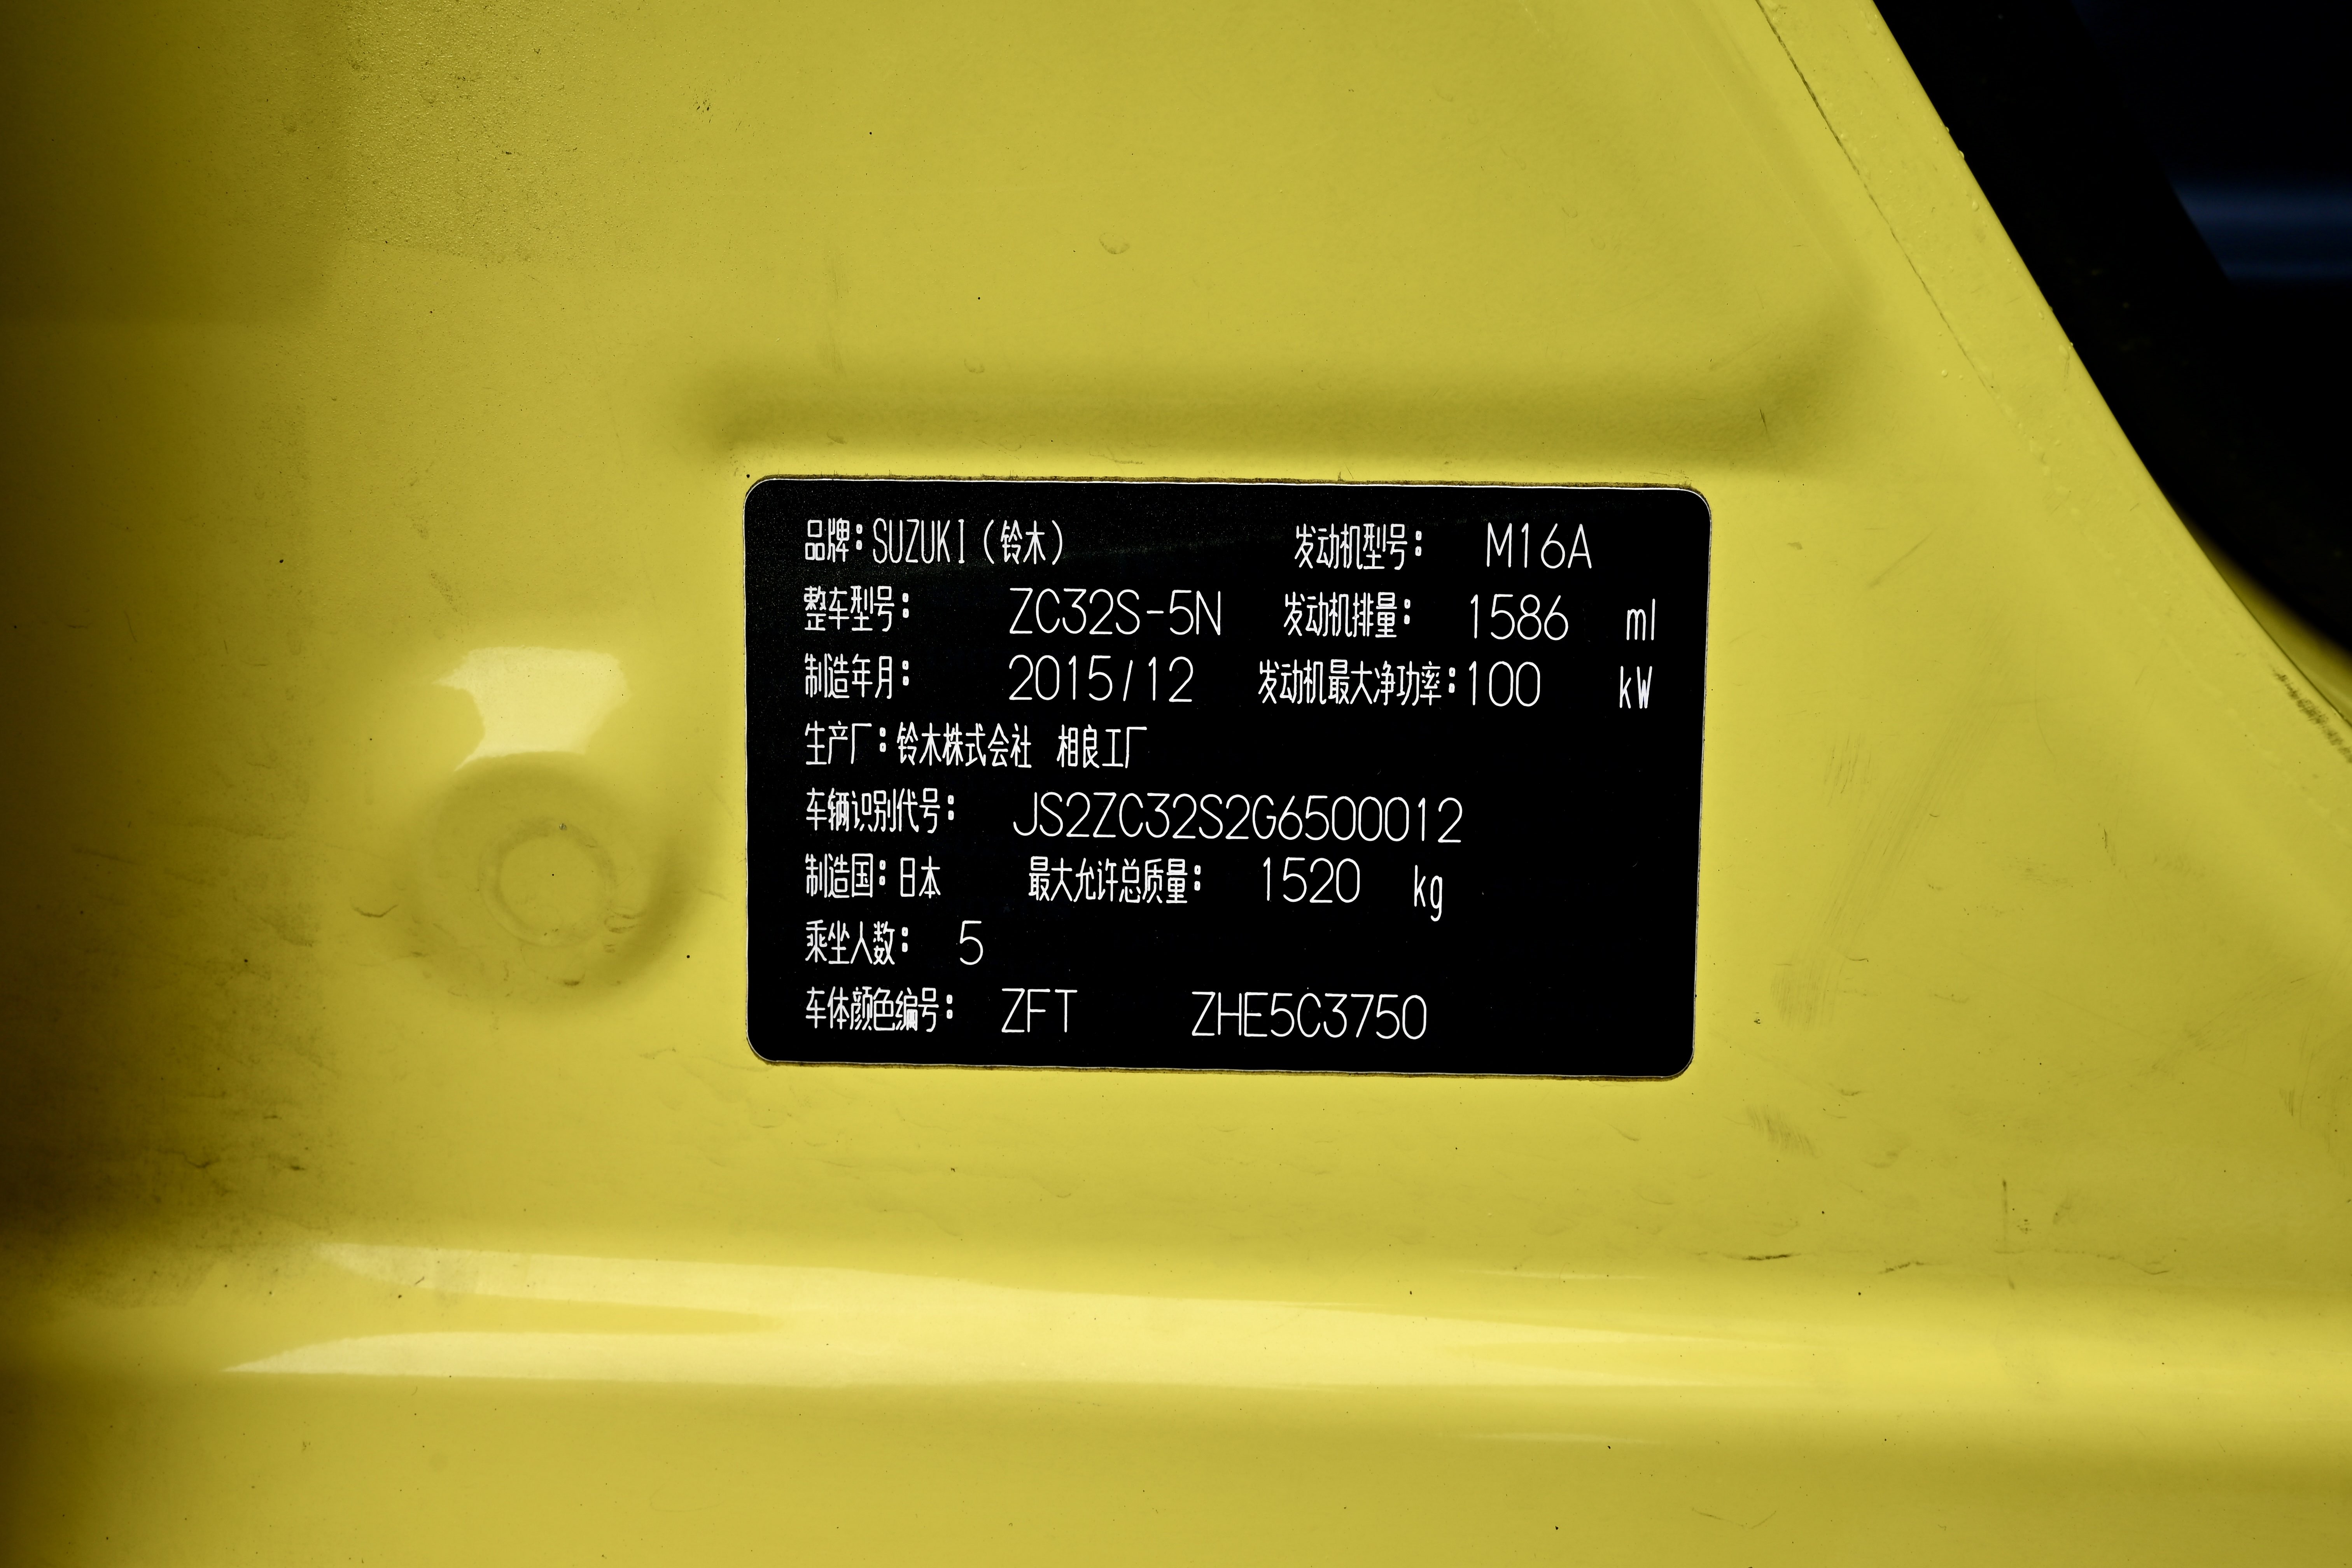 品牌：SUZUKI（铃木） 发动机型号： M16A
整车型号： ZC32S-5N 发动机排量： 1586 ml
制造年月： 2015/12 发动机最大净功率：100 kW
生产厂：铃木株式会社 相良工厂
车辆识别代号： JS2ZC32S2G6500012
制造国：日本 最大允许总质量： 1520 kg
乘坐人数： 5
车体颜色编号： ZFT ZHE5C3750